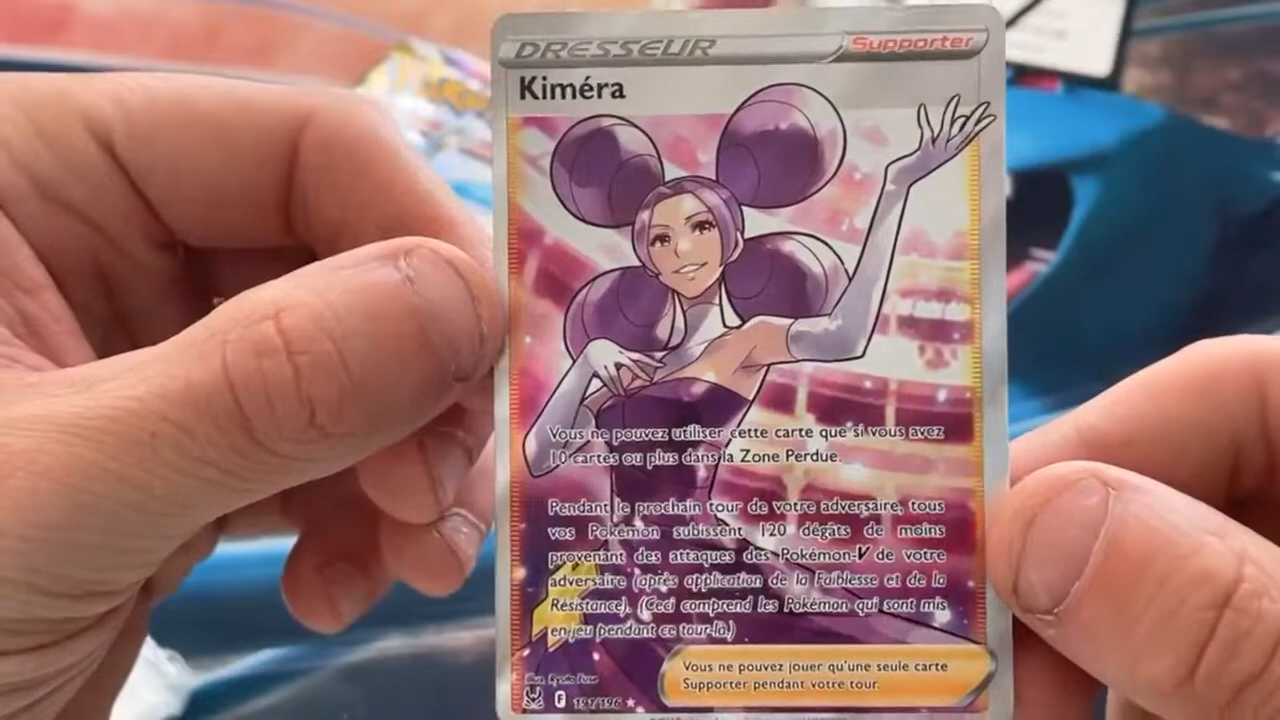 DRESSEUR
Supporter
Kiméra
Vous ne pouvez utiliser cette carte que si vous avez
10 cartes ou plus dans la Zone Perdue.
Pendant le prochain tour de votre adversaire, tous
vos Pokémon subissent 120 dégâts de moins
provenant des attaques des Pokémon-V de votre
adversaire (après application de la Faiblesse et de la
Résistance). (Ceci comprend les Pokémon qui sont mis
en jeu pendant ce tour-là.)
Vous ne pouvez jouer qu'une seule carte
Supporter pendant votre tour.
Illus.
F 191/196